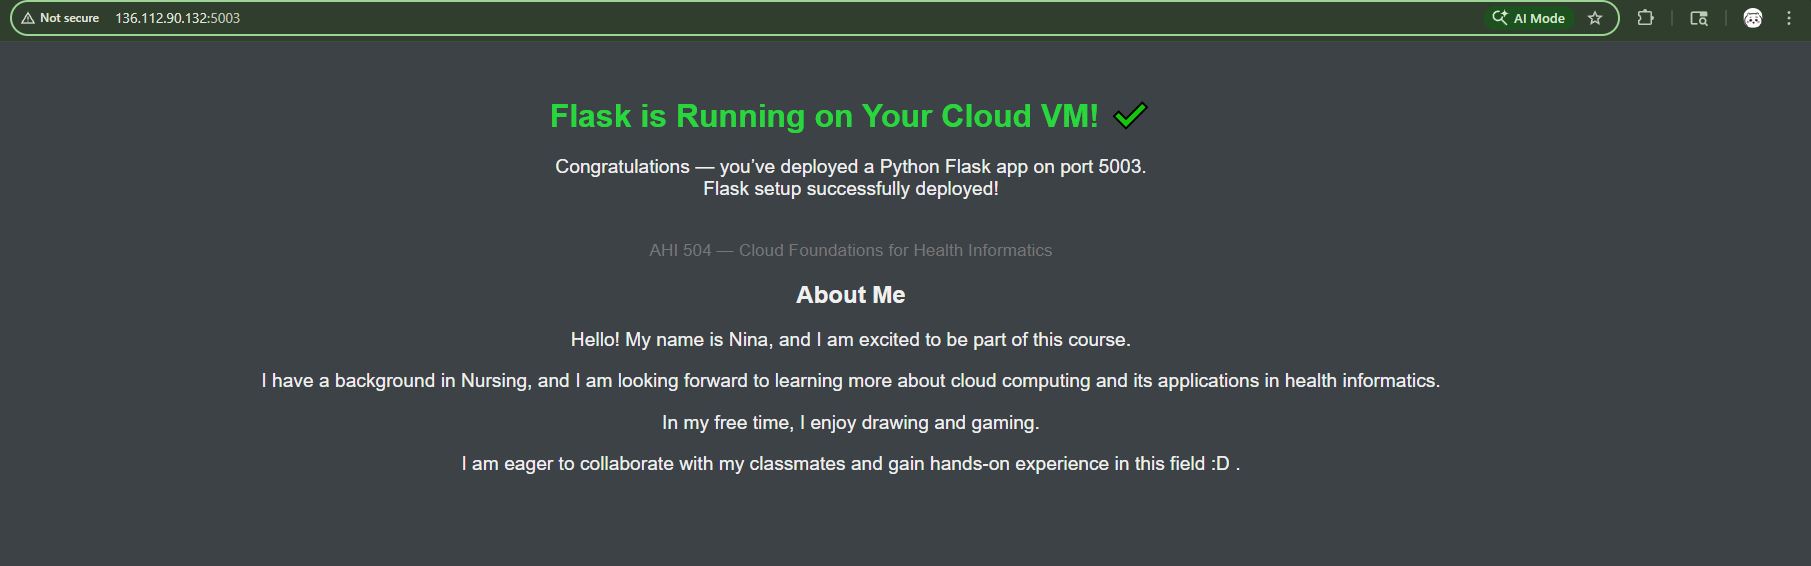 Not secure 136.112.90.132:5003 AI Mode
Flask is Running on Your Cloud VM! ✓
Congratulations — you’ve deployed a Python Flask app on port 5003.
Flask setup successfully deployed!
AHI 504 — Cloud Foundations for Health Informatics
About Me
Hello! My name is Nina, and I am excited to be part of this course.
I have a background in Nursing, and I am looking forward to learning more about cloud computing and its applications in health informatics.
In my free time, I enjoy drawing and gaming.
I am eager to collaborate with my classmates and gain hands-on experience in this field :D .